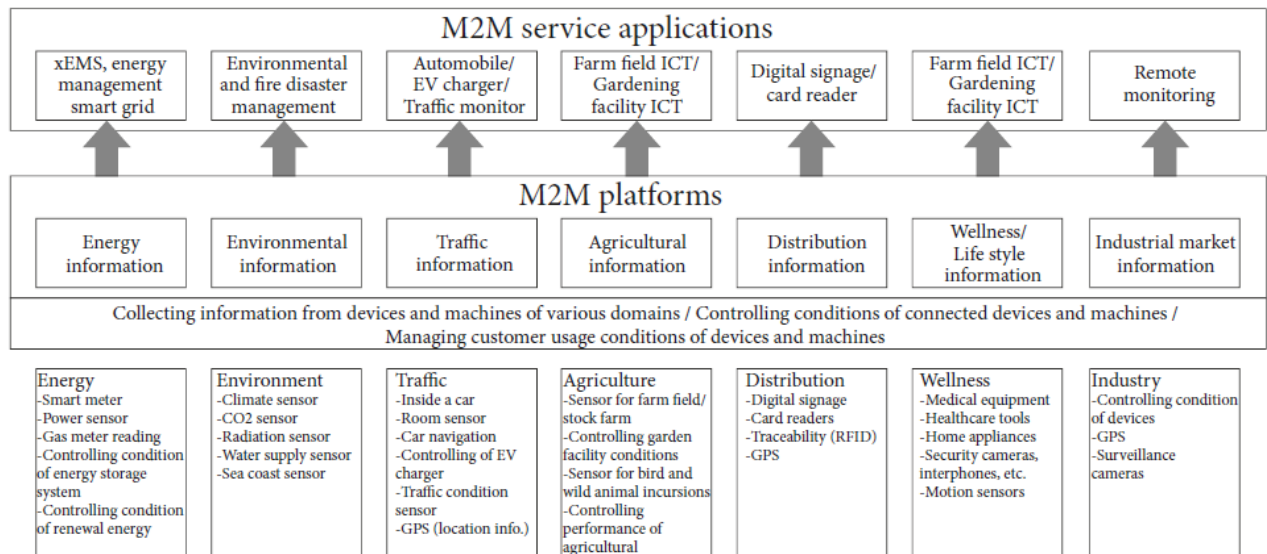 M2M service applications
xEMS, energy
management
smart grid
Environmental
and fire disaster
management
Automobile/
EV charger/
Traffic monitor
Farm field ICT/
Gardening
facility ICT
Digital signage/
card reader
Farm field ICT/
Gardening
facility ICT
Remote
monitoring
M2M platforms
Energy
information
Environmental
information
Traffic
information
Agricultural
information
Distribution
information
Wellness/
Life style
information
Industrial market
information
Collecting information from devices and machines of various domains / Controlling conditions of connected devices and machines /
Managing customer usage conditions of devices and machines
Energy
-Smart meter
-Power sensor
-Gas meter reading
-Controlling condition
of energy storage
system
-Controlling condition
of renewal energy
Environment
-Climate sensor
-CO2 sensor
-Radiation sensor
-Water supply sensor
-Sea coast sensor
Traffic
-Inside a car
-Room sensor
-Car navigation
-Controlling of EV
charger
-Traffic condition
sensor
-GPS (location info.)
Agriculture
-Sensor for farm field/
stock farm
-Controlling garden
facility conditions
-Sensor for bird and
wild animal incursions
-Controlling
performance of
agricultural
Distribution
-Digital signage
-Card readers
-Traceability (RFID)
-GPS
Wellness
-Medical equipment
-Healthcare tools
-Home appliances
-Security cameras,
interphones, etc.
-Motion sensors
Industry
-Controlling condition
of devices
-GPS
-Surveillance
cameras